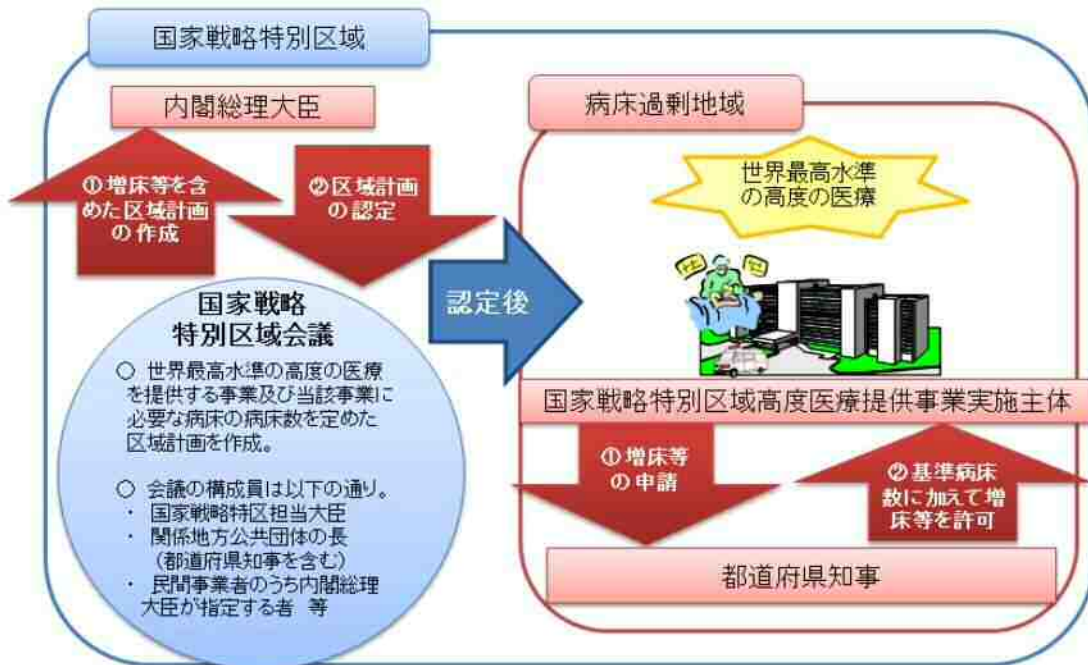 国家戦略特別区域
内閣総理大臣
①増床等を含
めた区域計画
の作成
②区域計画
の認定
国家戦略
特別区域会議
○ 世界最高水準の高度の医療
を提供する事業及び当該事業に
必要な病床の病床数を定めた
区域計画を作成。
○ 会議の構成員は以下の通り。
・ 国家戦略特区担当大臣
・ 関係地方公共団体の長
(都道府県知事を含む)
・ 民間事業者のうち内閣総理
大臣が指定する者 等
認定後
病床過剰地域
世界最高水準
の高度の医療
国家戦略特別区域高度医療提供事業実施主体
①増床等
の申請
②基準病床
数に加えて増
床等を許可
都道府県知事